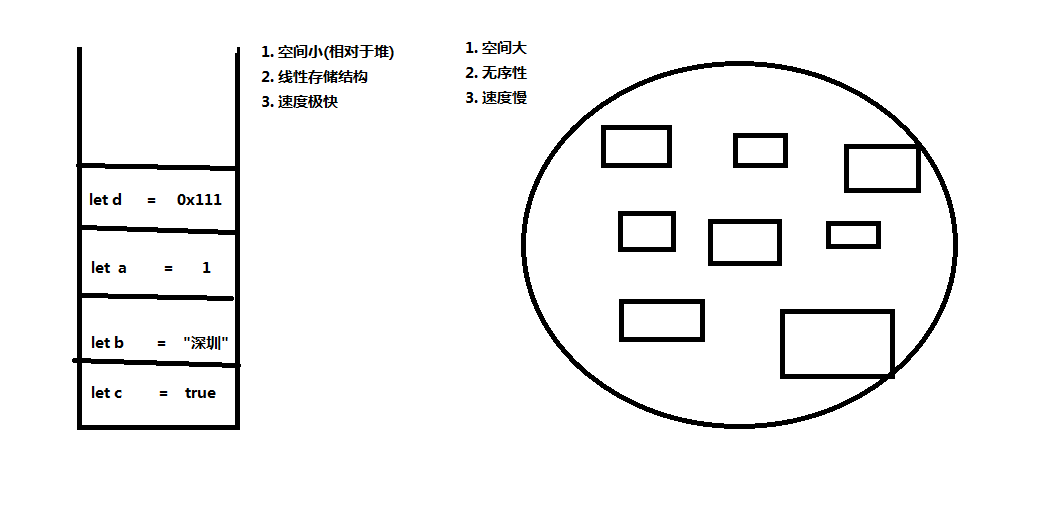 1. 空间小(相对于堆)
2. 线性存储结构
3. 速度极快
1. 空间大
2. 无序性
3. 速度慢
let d = 0x111
let a = 1
let b = "深圳"
let c = true